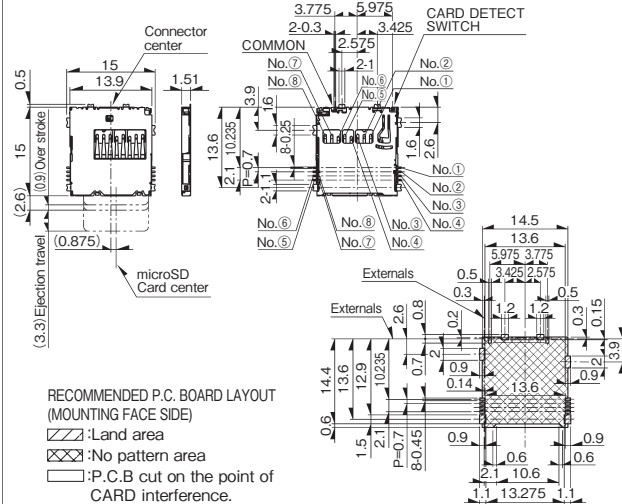 3.775 5.975
2-0.3 3.425
2.575
CARD DETECT
SWITCH
Connector
center
COMMON
2-1
No.⑦ No.② 
No.⑧ No.⑥ No.①
No.⑤
15
13.9
1.51
0.5
15
(0.9) Over stroke
(2.6)
(3.3) Ejection travel
(0.875)
microSD
Card center
3.9
1.6
13.6
10.235
2.1
8-0.25
P=0.7
2-1.1
1.6
2.6
No.①
No.②
No.③
No.④
No.⑥ No.⑧ No.③
No.⑤ No.⑦ No.④
14.5
13.6
5.975 3.775
Externals
0.5 3.425 2.575
0.3 0.5
Externals
1.2 1.2
2.6
0.8
0.2
0.3
0.15
14.4
13.6
12.9
10.235
2
0.7
2
3.9
0.9 0.9
0.14 13.6
0.6
1.5
2.1
P=0.7
8-0.45
0.9 0.9
0.6 0.6
2.1 10.6
1.1 13.275 1.1
RECOMMENDED P.C. BOARD LAYOUT
(MOUNTING FACE SIDE)
:Land area
:No pattern area
:P.C.B cut on the point of
CARD interference.